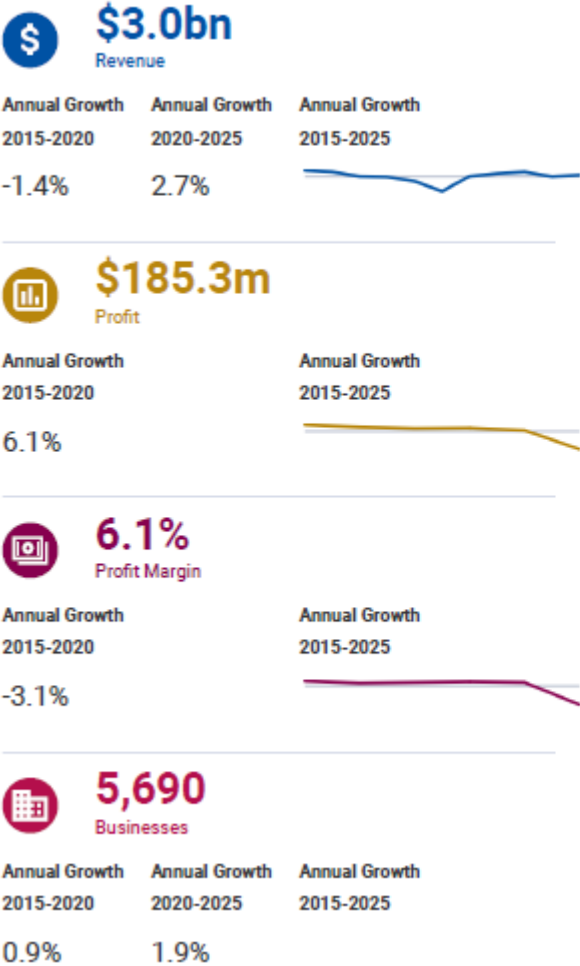 $3.0bn
Revenue
Annual Growth Annual Growth Annual Growth
2015-2020 2020-2025 2015-2025
-1.4% 2.7%
$185.3m
Profit
Annual Growth Annual Growth
2015-2020 2015-2025
6.1%
6.1%
Profit Margin
Annual Growth Annual Growth
2015-2020 2015-2025
-3.1%
5,690
Businesses
Annual Growth Annual Growth Annual Growth
2015-2020 2020-2025 2015-2025
0.9% 1.9%